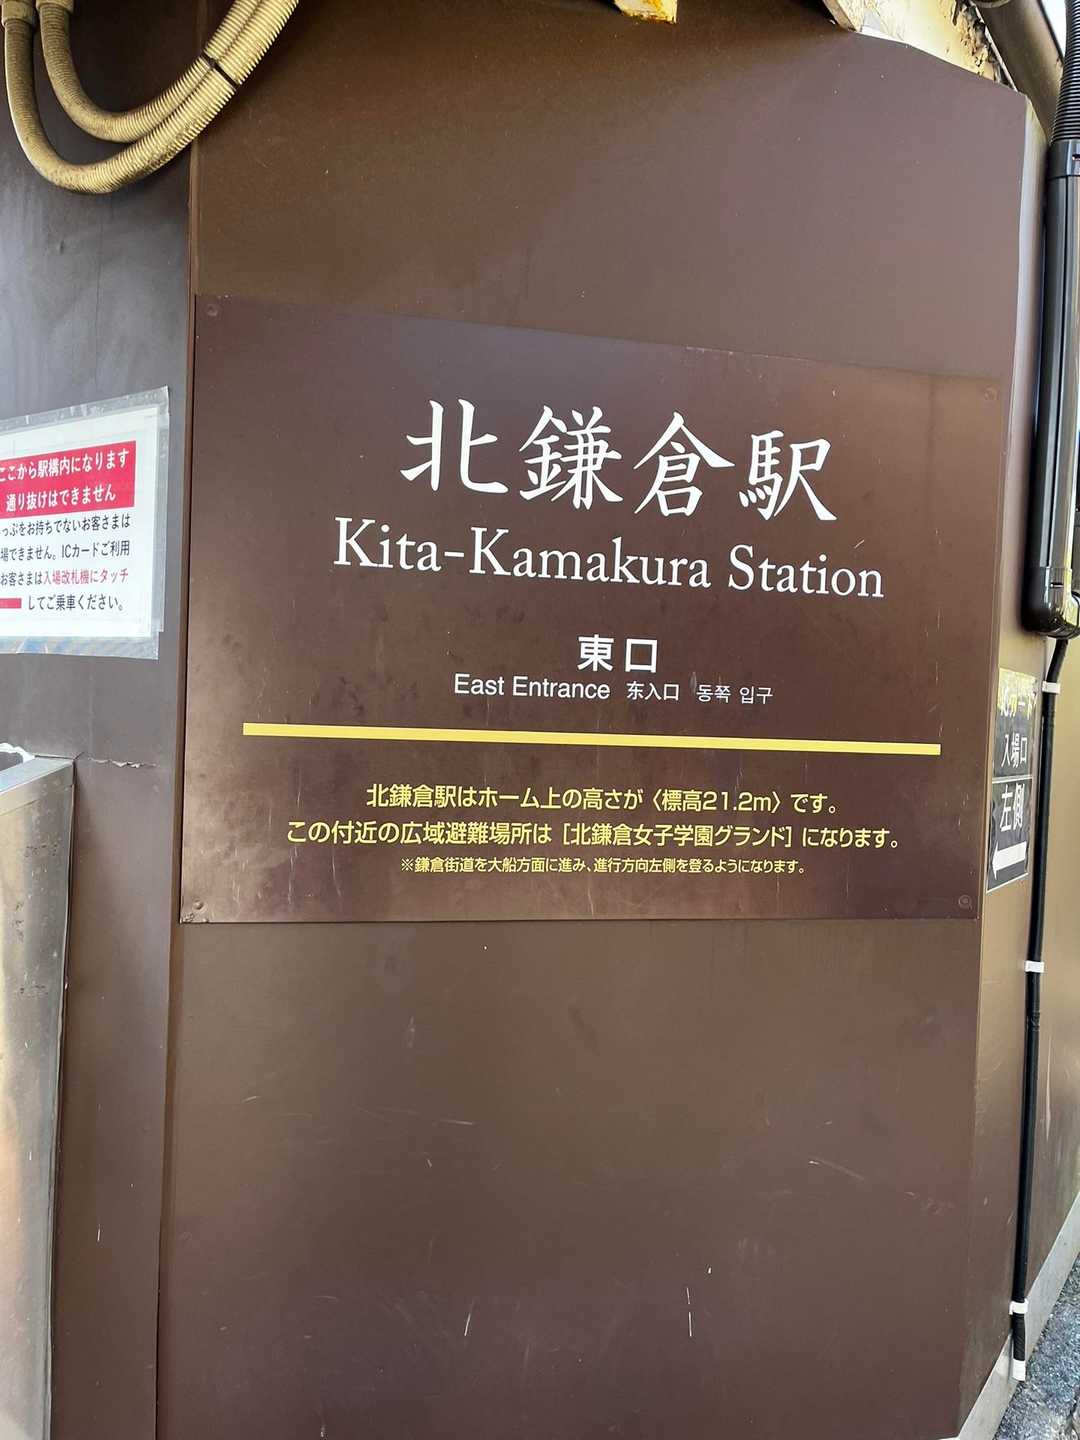 北鎌倉駅
Kita-Kamakura Station
東口
East Entrance 东入口 동쪽 입구
北鎌倉駅はホーム上の高さが〈標高21.2m〉です。
この付近の広域避難場所は［北鎌倉女子学園グランド］になります。
※鎌倉街道を大船方面に進み、進行方向左側を登るようになります。
ここから駅構内になります
通り抜けはできません
っぷをお持ちでないお客さまは
場できません。ICカードご利用
お客さまは入場改札機にタッチ
してご乗車ください。
入場口
左側